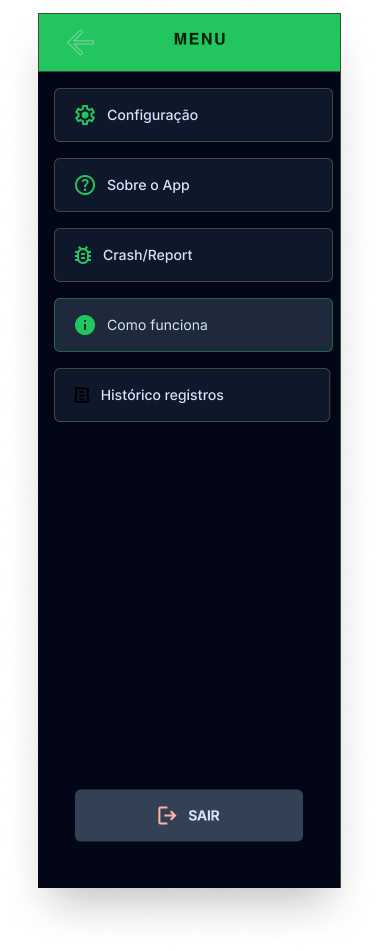 MENU
Configuração
Sobre o App
Crash/Report
Como funciona
Histórico registros
SAIR